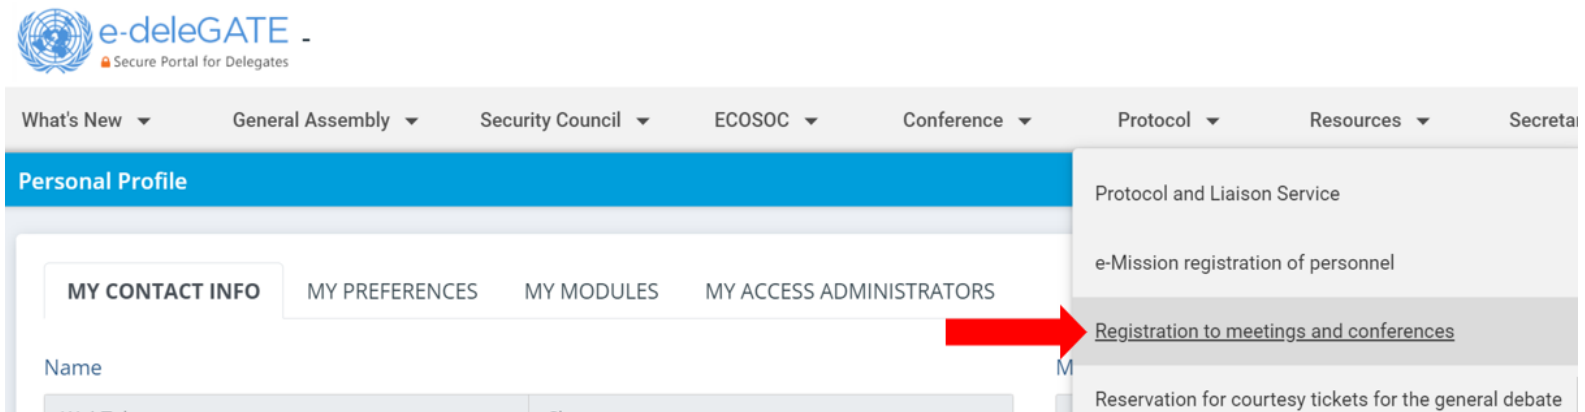 e-deleGATE -
Secure Portal for Delegates
What's New General Assembly Security Council ECOSOC Conference Protocol Resources
Personal Profile
Protocol and Liaison Service
e-Mission registration of personnel
MY CONTACT INFO MY PREFERENCES MY MODULES MY ACCESS ADMINISTRATORS
Registration to meetings and conferences
Name
Reservation for courtesy tickets for the general debate